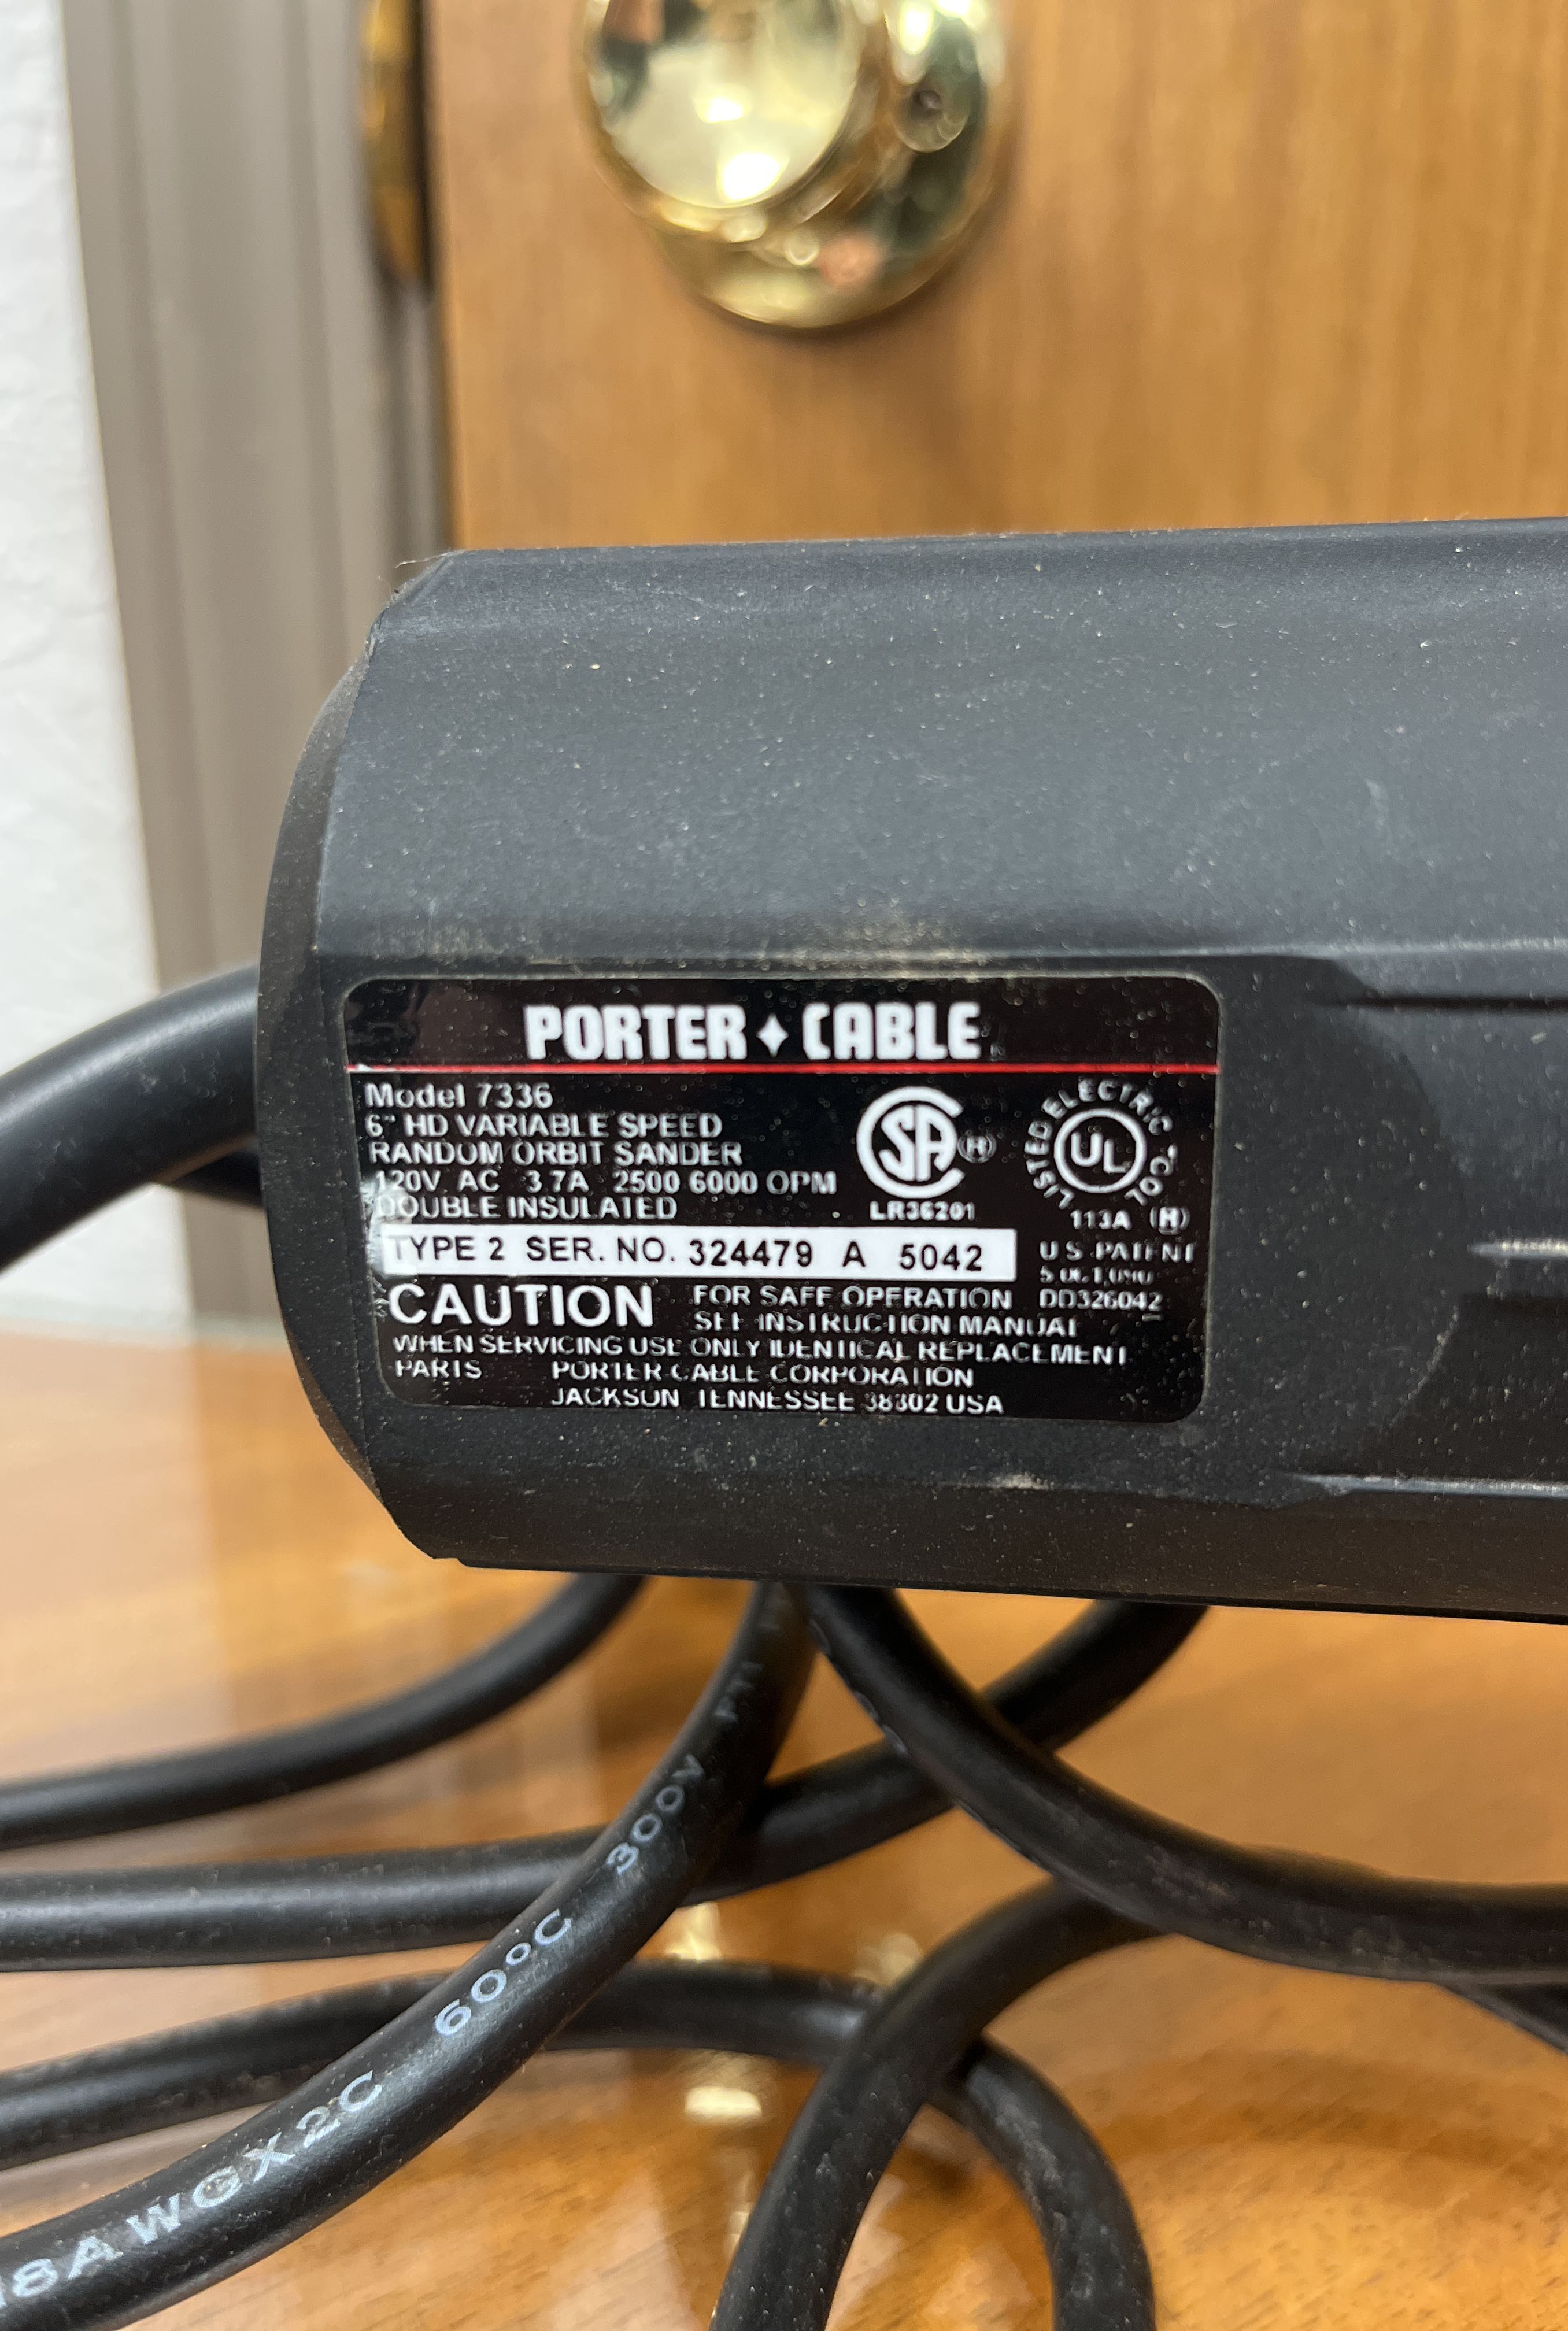 PORTER CABLE
Model 7336
6" HD VARIABLE SPEED
RANDOM ORBIT SANDER
120V AC 3.7A 2500 6000 OPM
DOUBLE INSULATED
SA H
LR36201
LISTED ELECTRIC TOOL
UL
113A (H)
TYPE 2 SER. NO. 324479 A 5042
U S PATENT
DD326042
CAUTION
FOR SAFE OPERATION
SEE INSTRUCTION MANUAL
WHEN SERVICING USE ONLY IDENTICAL REPLACEMENT
PARTS PORTER CABLE CORPORATION
JACKSON TENNESSEE 38302 USA
18AWGX2C 60°C 300V